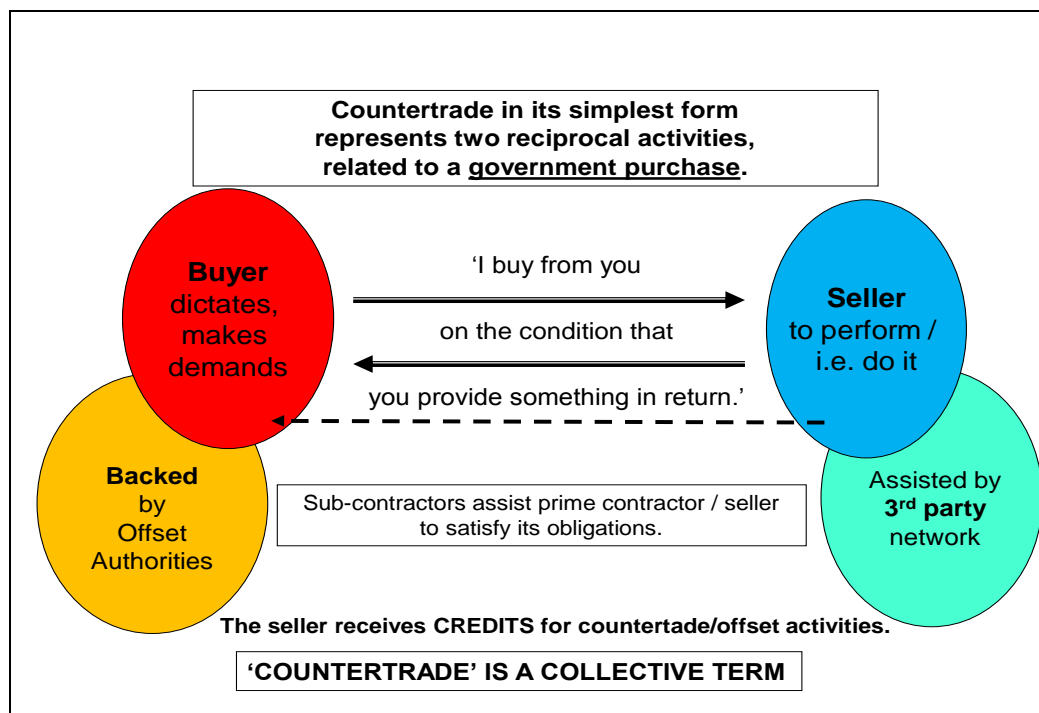 Countertrade in its simplest form
represents two reciprocal activities,
related to a government purchase.
Buyer
dictates,
makes
demands
‘I buy from you
on the condition that
you provide something in return.’
Seller
to perform /
i.e. do it
Backed
by
Offset
Authorities
Sub-contractors assist prime contractor / seller
to satisfy its obligations.
Assisted by
3rd party
network
The seller receives CREDITS for countertade/offset activities.
‘COUNTERTRADE’ IS A COLLECTIVE TERM